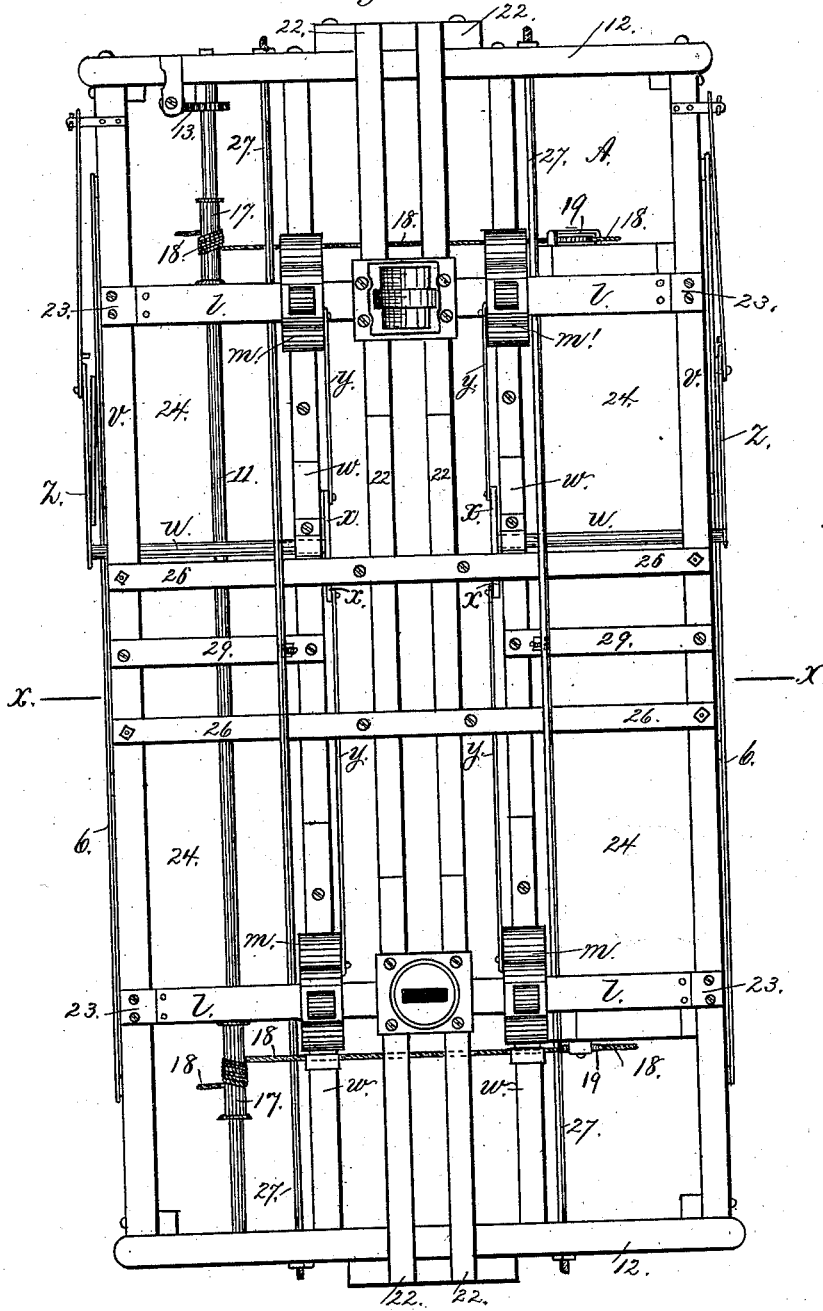 22. 22.
12.
13.
27. 27. A.
17.
18. 18. 19 18.
23. l. l. 23.
m! m!
y. y.
v. 24. 24. v.
w. 22 22 w.
z. 11. z.
x. x.
u. u.
26 26
x. x
29. 29.
X. X
26 26.
y. y.
6. 6.
24. 24
m. m.
23. l. l. 23.
18. 18 19 18.
17. w. w.
27. 27.
12.
22. 22.